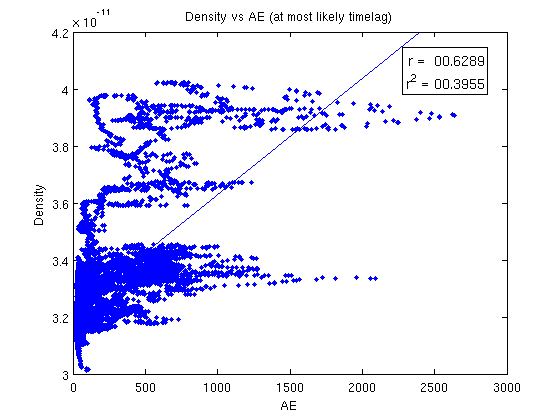 Density vs AE (at most likely timelag)
× 10^-11
4.2
4
3.8
3.6
3.4
3.2
3
Density
r = 00.6289
r^2 = 00.3955
0 500 1000 1500 2000 2500 3000
AE